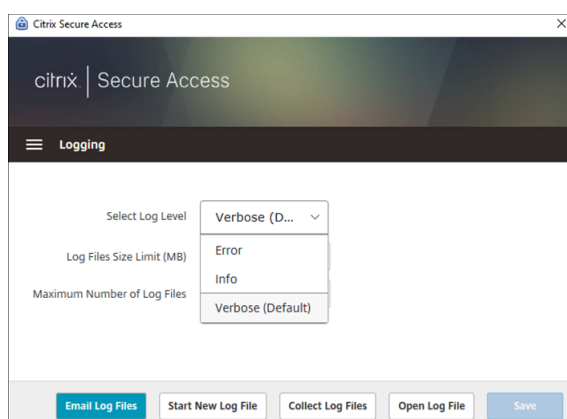 Citrix Secure Access
citrix. | Secure Access
Logging
Select Log Level
Verbose (D...
Error
Info
Verbose (Default)
Log Files Size Limit (MB)
Maximum Number of Log Files
Email Log Files
Start New Log File
Collect Log Files
Open Log File
Save